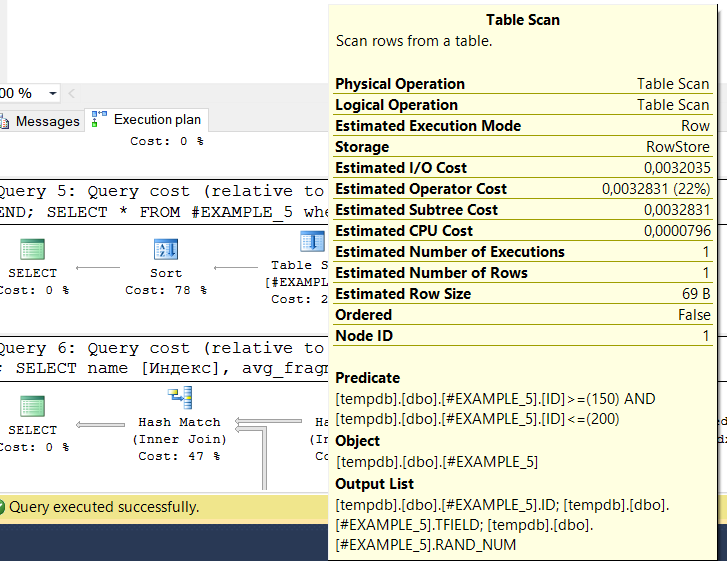 Table Scan
Scan rows from a table.
Physical Operation Table Scan
Logical Operation Table Scan
Estimated Execution Mode Row
Storage RowStore
Estimated I/O Cost 0,0032035
Estimated Operator Cost 0,0032831 (22%)
Estimated Subtree Cost 0,0032831
Estimated CPU Cost 0,0000796
Estimated Number of Executions 1
Estimated Number of Rows 1
Estimated Row Size 69 B
Ordered False
Node ID 1
Predicate
[tempdb].[dbo].[#EXAMPLE_5].[ID]>=(150) AND
[tempdb].[dbo].[#EXAMPLE_5].[ID]<=(200)
Object
[tempdb].[dbo].[#EXAMPLE_5]
Output List
[tempdb].[dbo].[#EXAMPLE_5].ID; [tempdb].[dbo].
[#EXAMPLE_5].TFIELD; [tempdb].[dbo].
[#EXAMPLE_5].RAND_NUM
00 %
Messages
Execution plan
Cost: 0 %
Query 5: Query cost (relative to
END; SELECT * FROM #EXAMPLE_5 whe
SELECT
Cost: 0 %
Sort
Cost: 78 %
Table S
[#EXAMPL
Cost: 2
Query 6: Query cost (relative to
; SELECT name [Индекс], avg_fragm
SELECT
Cost: 0 %
Hash Match
(Inner Join)
Cost: 47 %
Ha
(In
Co
Query executed successfully.